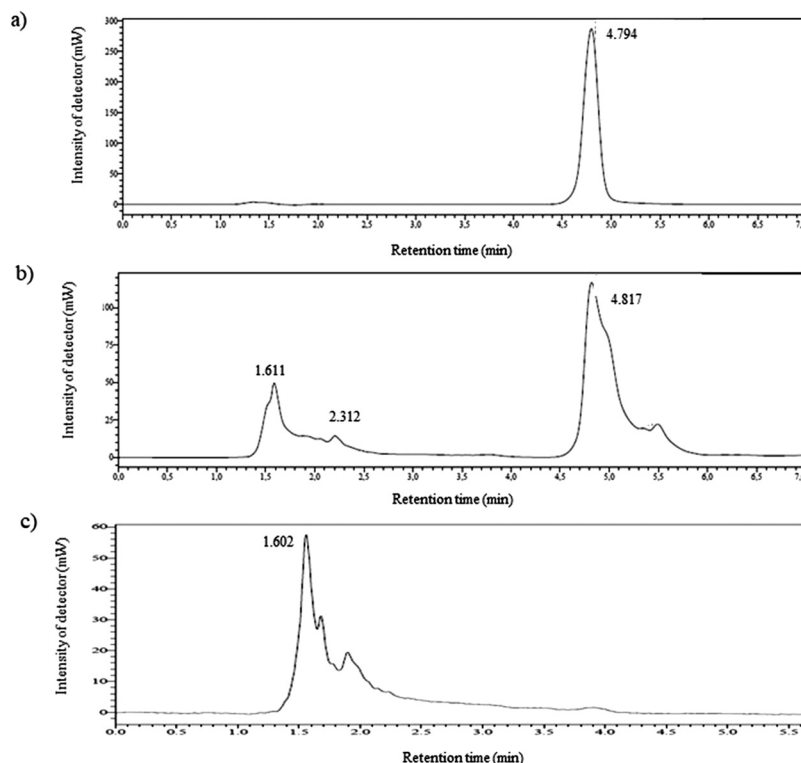 a)
Intensity of detector (mW)
300
250
200
150
100
50
0
4.794
0,0 0,5 1,0 1,5 2,0 2,5 3,0 3,5 4,0 4,5 5,0 5,5 6,0 6,5 7,
Retention time (min)
b)
Intensity of detector (mW)
100
75
50
25
0
1.611
2.312
4.817
0,0 0,5 1,0 1,5 2,0 2,5 3,0 3,5 4,0 4,5 5,0 5,5 6,0 6,5 7,
Retention time (min)
c)
Intensity of detector (mW)
60
50
40
30
20
10
0
1.602
0.0 0.5 1.0 1.5 2.0 2.5 3.0 3.5 4.0 4.5 5.0 5.5
Retention time (min)